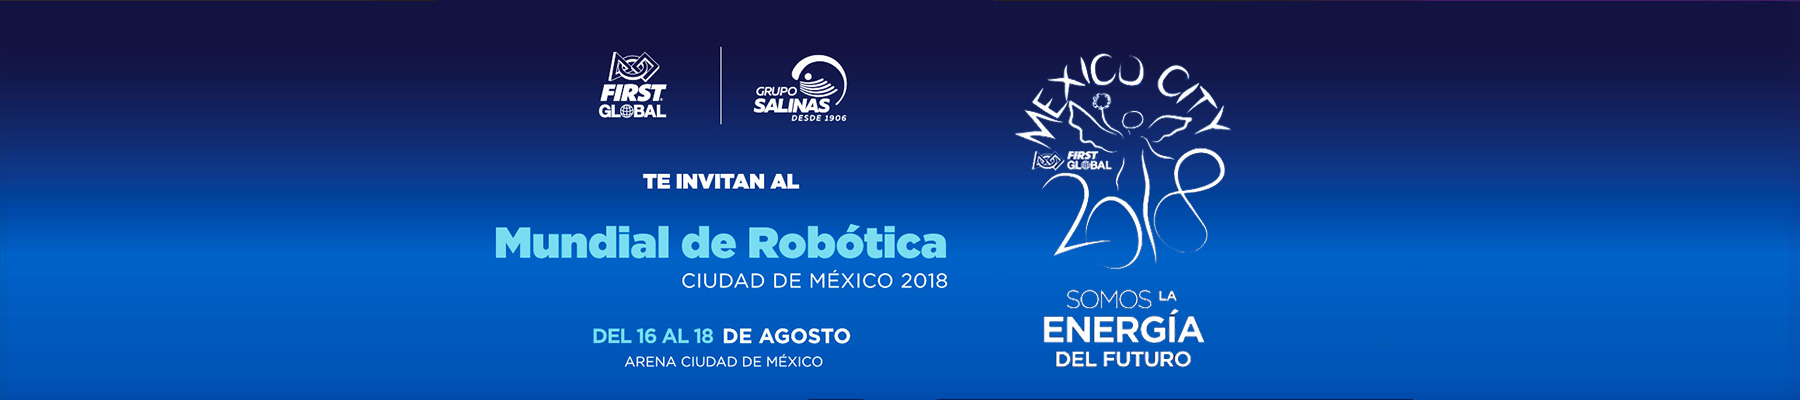 FIRST
GLOBAL
GRUPO
SALINAS
DESDE 1906
TE INVITAN AL
Mundial de Robótica
CIUDAD DE MÉXICO 2018
DEL 16 AL 18 DE AGOSTO
ARENA CIUDAD DE MÉXICO
MEXICO CITY
FIRST
GLOBAL
2018
SOMOS LA
ENERGÍA
DEL FUTURO